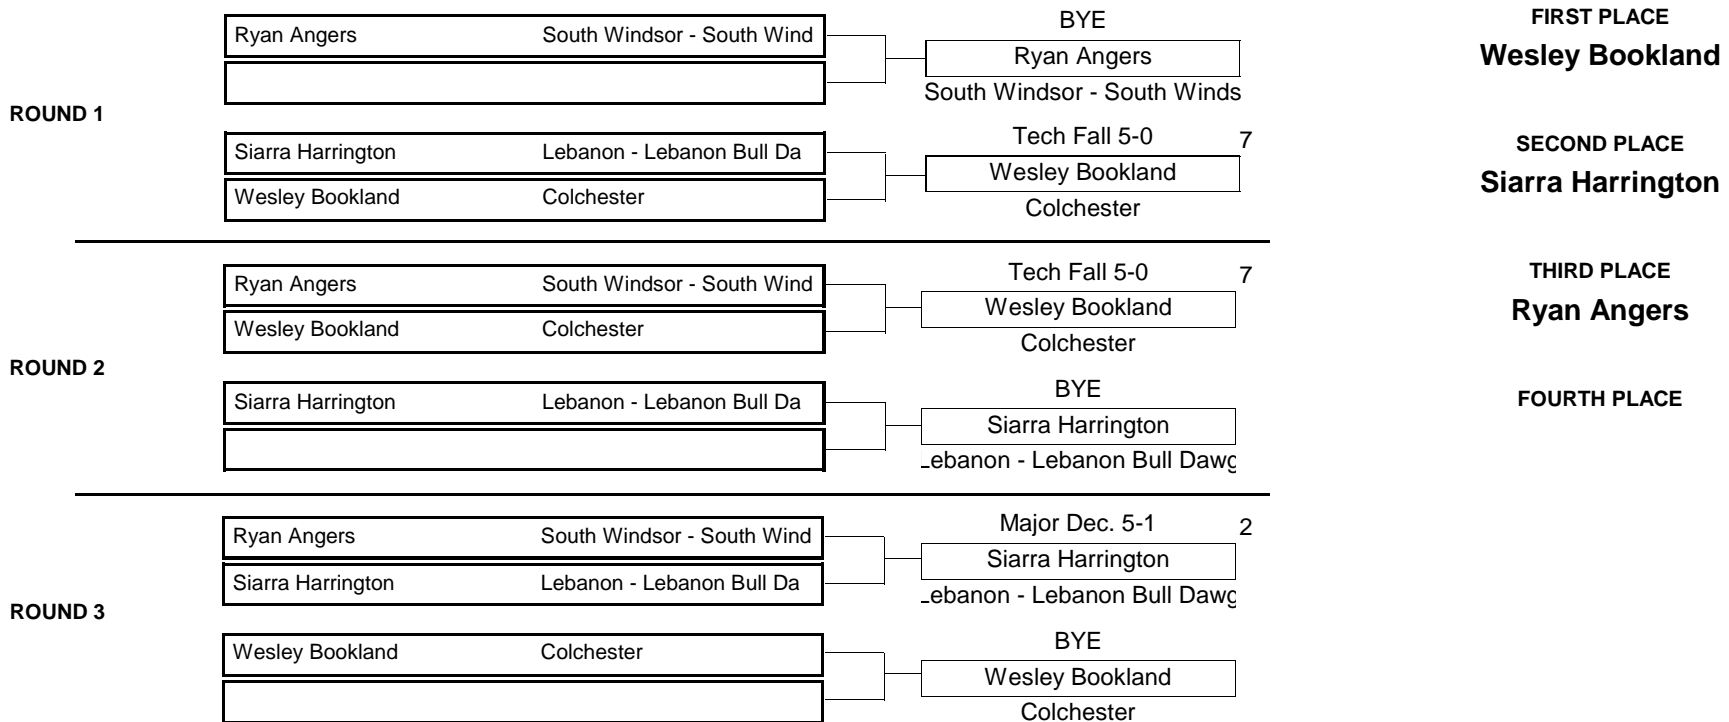 BYE
FIRST PLACE
Ryan Angers South Windsor - South Wind
Ryan Angers
Wesley Bookland
South Windsor - South Winds
ROUND 1
Tech Fall 5-0 7
SECOND PLACE
Siarra Harrington Lebanon - Lebanon Bull Da
Wesley Bookland
Siarra Harrington
Wesley Bookland Colchester
Colchester
Tech Fall 5-0 7
THIRD PLACE
Ryan Angers South Windsor - South Wind
Wesley Bookland
Ryan Angers
Wesley Bookland Colchester
Colchester
ROUND 2
BYE
FOURTH PLACE
Siarra Harrington Lebanon - Lebanon Bull Da
Siarra Harrington
Lebanon - Lebanon Bull Dawg
Major Dec. 5-1 2
Ryan Angers South Windsor - South Wind
Siarra Harrington
Siarra Harrington Lebanon - Lebanon Bull Da
Lebanon - Lebanon Bull Dawg
ROUND 3
BYE
Wesley Bookland Colchester
Wesley Bookland
Colchester